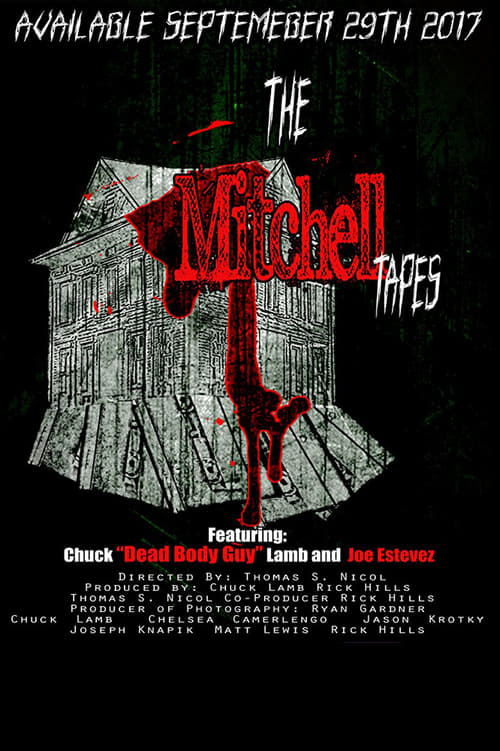 AVAILABLE SEPTEMEBER 29TH 2017
THE
Mitchell
TAPES
Featuring:
Chuck "Dead Body Guy" Lamb and Joe Estevez
Directed By: Thomas S. Nicol
Produced by: Chuck Lamb Rick Hills
Thomas S. Nicol Co-Producer Rick Hills
Producer of Photography: Ryan Gardner
Chuck Lamb Chelsea Camerlengo Jason Krotky
Joseph Knapik Matt Lewis Rick Hills